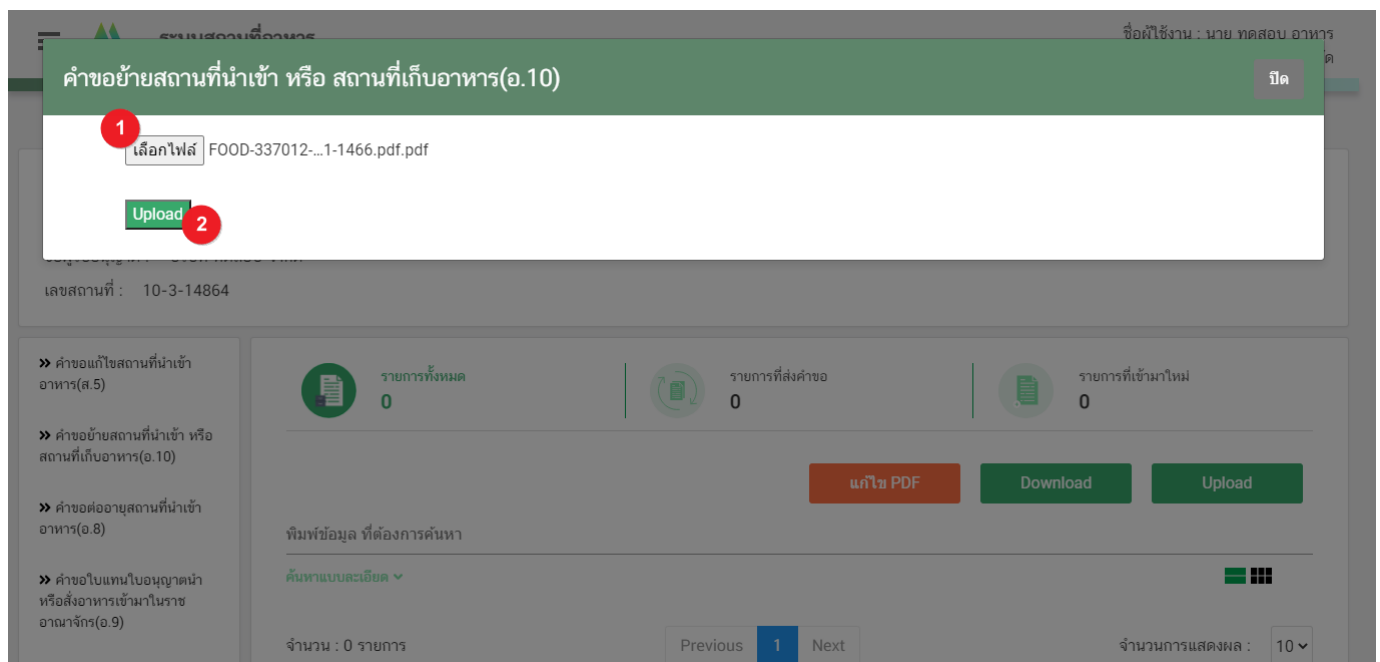 ระบบสถานที่อาหาร
ชื่อผู้ใช้งาน : นาย ทดสอบ อาหาร
คำขอย้ายสถานที่นำเข้า หรือ สถานที่เก็บอาหาร(อ.10)
ปิด
1
เลือกไฟล์ FOOD-337012-...1-1466.pdf.pdf
Upload
2
เลขสถานที่ : 10-3-14864
คำขอแก้ไขสถานที่นำเข้า
อาหาร(ส.5)
คำขอย้ายสถานที่นำเข้า หรือ
สถานที่เก็บอาหาร(อ.10)
คำขอต่ออายุสถานที่นำเข้า
อาหาร(อ.8)
คำขอใบแทนใบอนุญาตนำ
หรือสั่งอาหารเข้ามาในราช
อาณาจักร(อ.9)
รายการทั้งหมด
0
รายการที่ส่งคำขอ
0
รายการที่เข้ามาใหม่
0
แก้ไข PDF
Download
Upload
พิมพ์ข้อมูล ที่ต้องการค้นหา
ค้นหาแบบละเอียด
จำนวน : 0 รายการ
Previous 1 Next
จำนวนการแสดงผล : 10